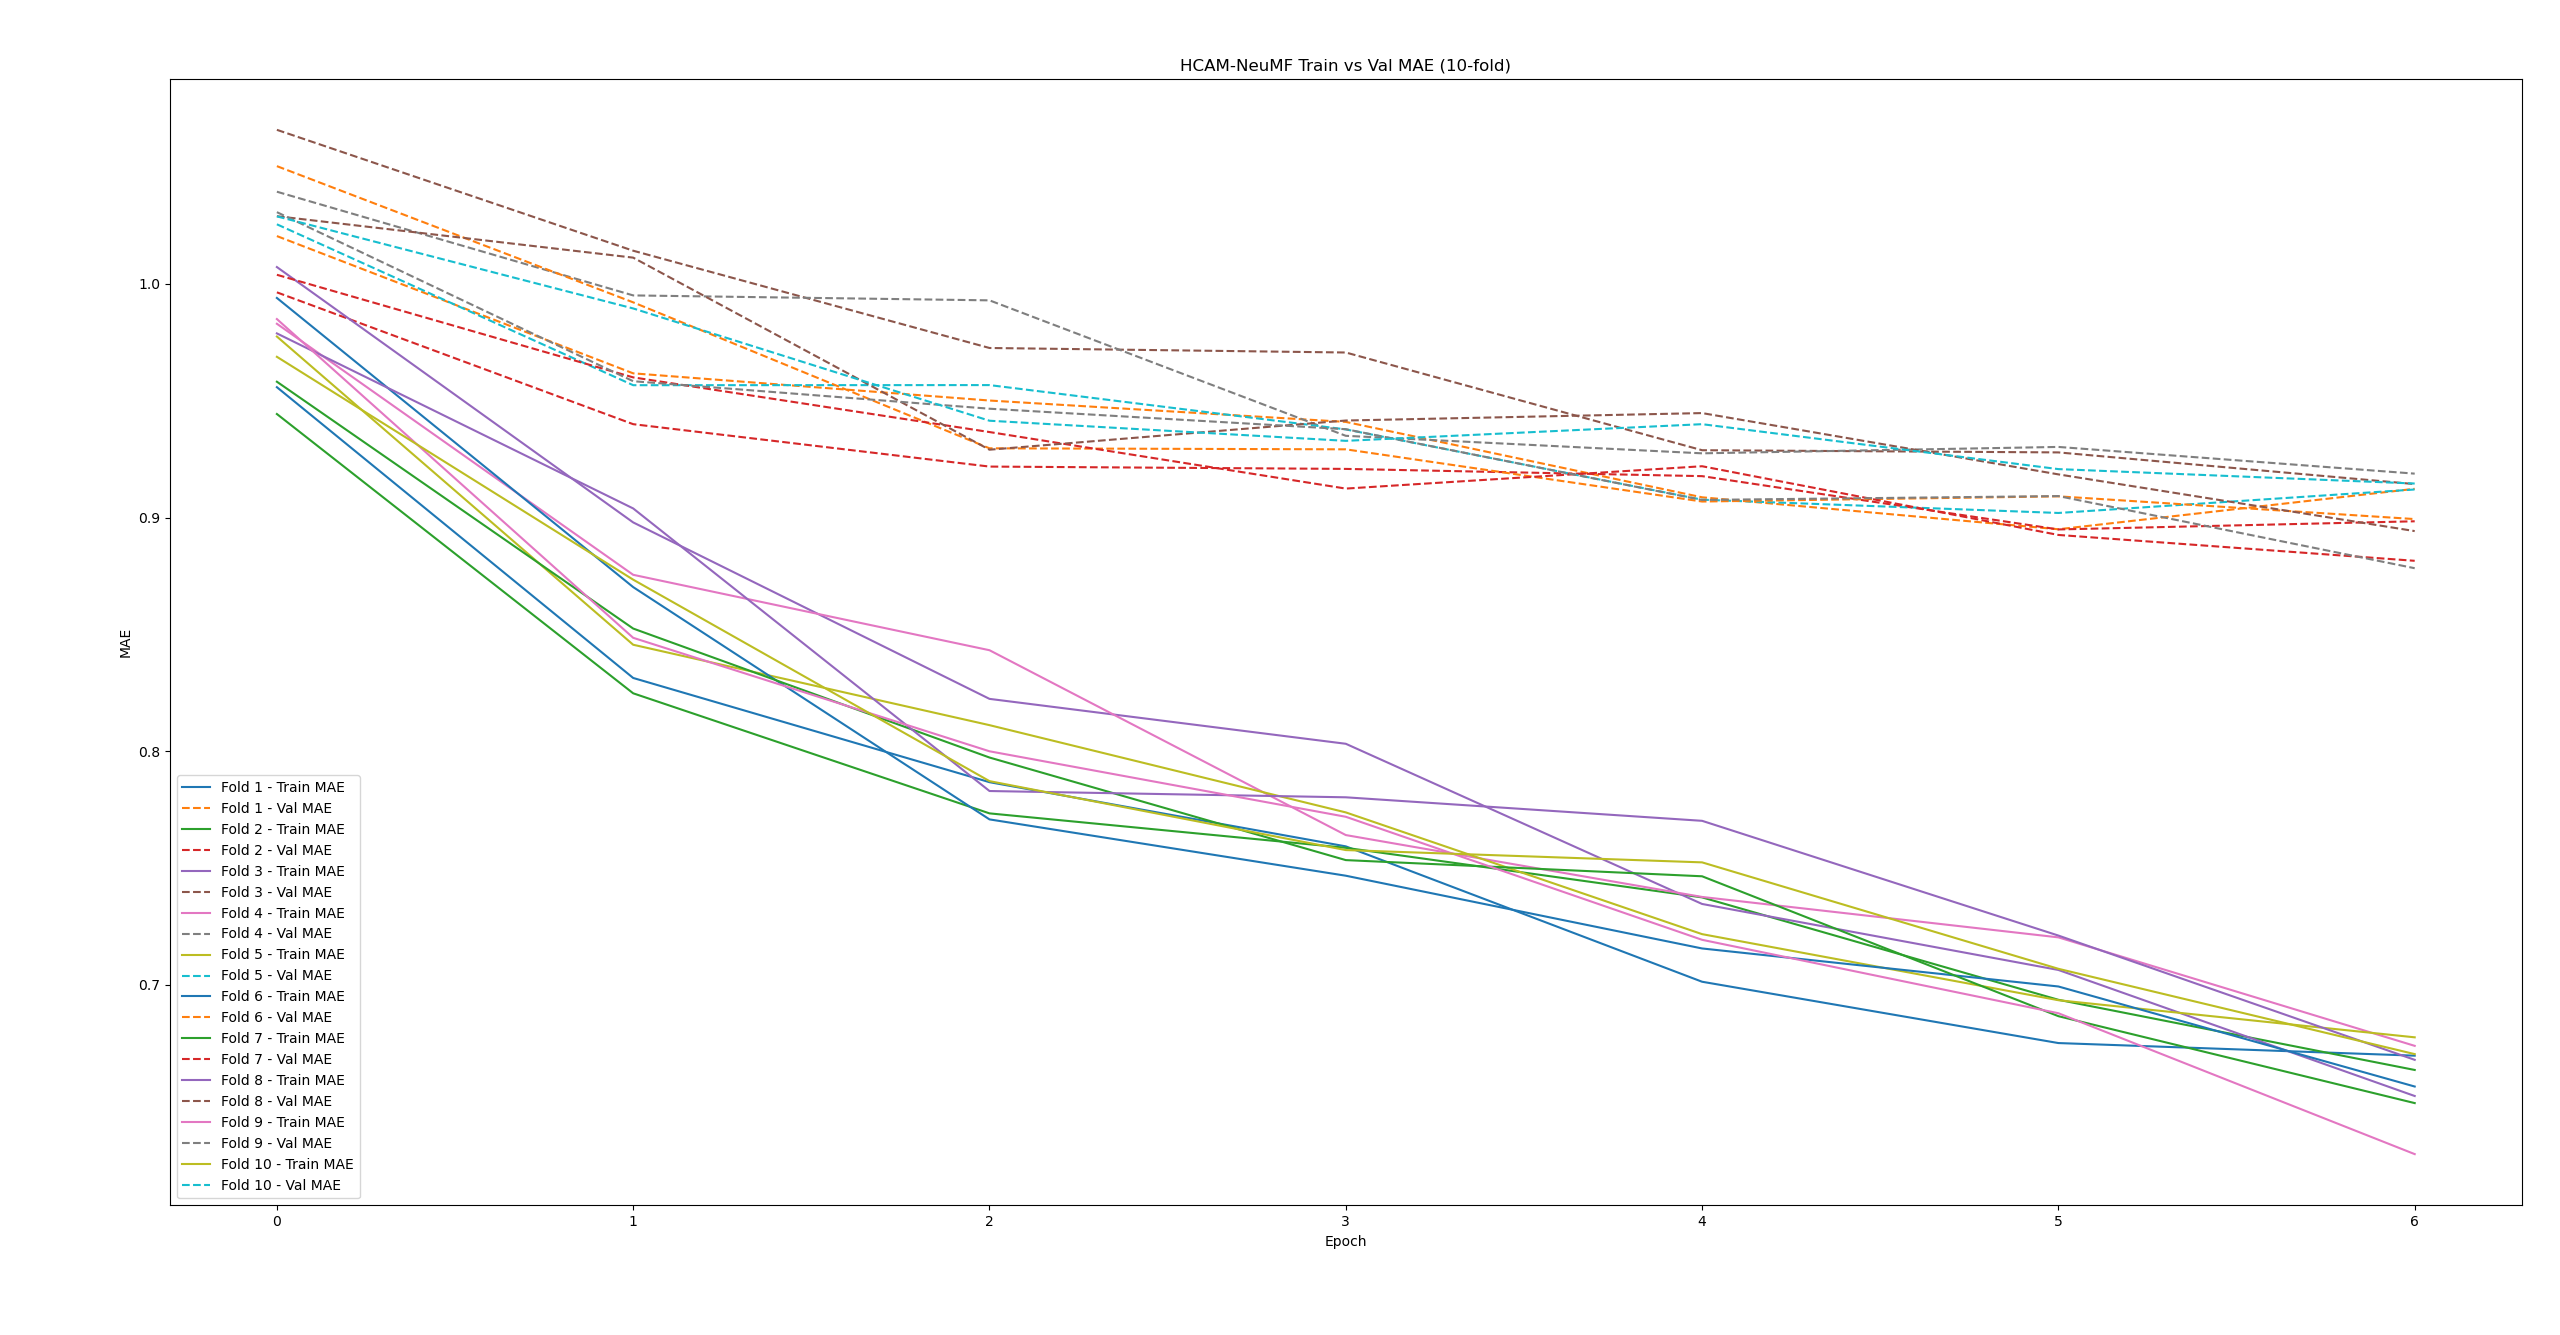 HCAM-NeuMF Train vs Val MAE (10-fold)
1.0
0.9
0.8
0.7
MAE
Fold 1 - Train MAE
Fold 1 - Val MAE
Fold 2 - Train MAE
Fold 2 - Val MAE
Fold 3 - Train MAE
Fold 3 - Val MAE
Fold 4 - Train MAE
Fold 4 - Val MAE
Fold 5 - Train MAE
Fold 5 - Val MAE
Fold 6 - Train MAE
Fold 6 - Val MAE
Fold 7 - Train MAE
Fold 7 - Val MAE
Fold 8 - Train MAE
Fold 8 - Val MAE
Fold 9 - Train MAE
Fold 9 - Val MAE
Fold 10 - Train MAE
Fold 10 - Val MAE
0 1 2 3 4 5 6
Epoch